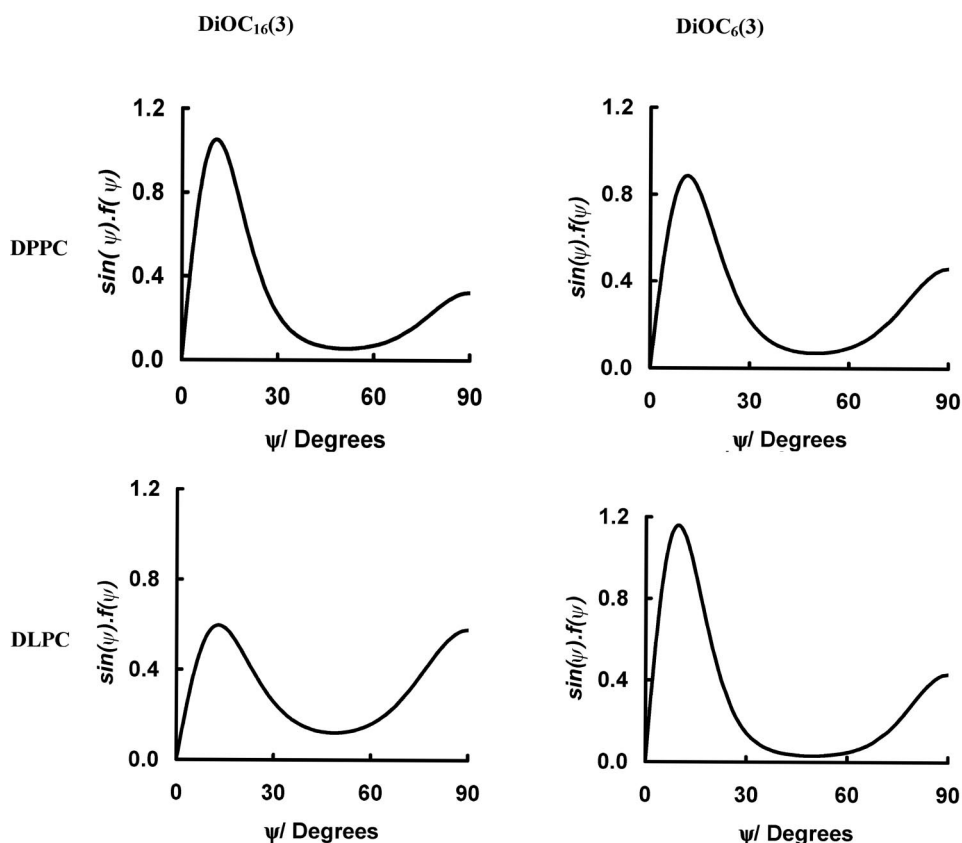 DiOC₁₆(3) DiOC₆(3)
DPPC
sin( ψ).f( ψ)
1.2
0.8
0.4
0.0
0 30 60 90
ψ/ Degrees
sin(ψ).f(ψ)
1.2
0.8
0.4
0.0
0 30 60 90
ψ/ Degrees
DLPC
sin(ψ).f(ψ)
1.2
0.8
0.4
0.0
0 30 60 90
ψ/ Degrees
sin(ψ).f(ψ)
1.2
0.8
0.4
0.0
0 30 60 90
ψ/ Degrees